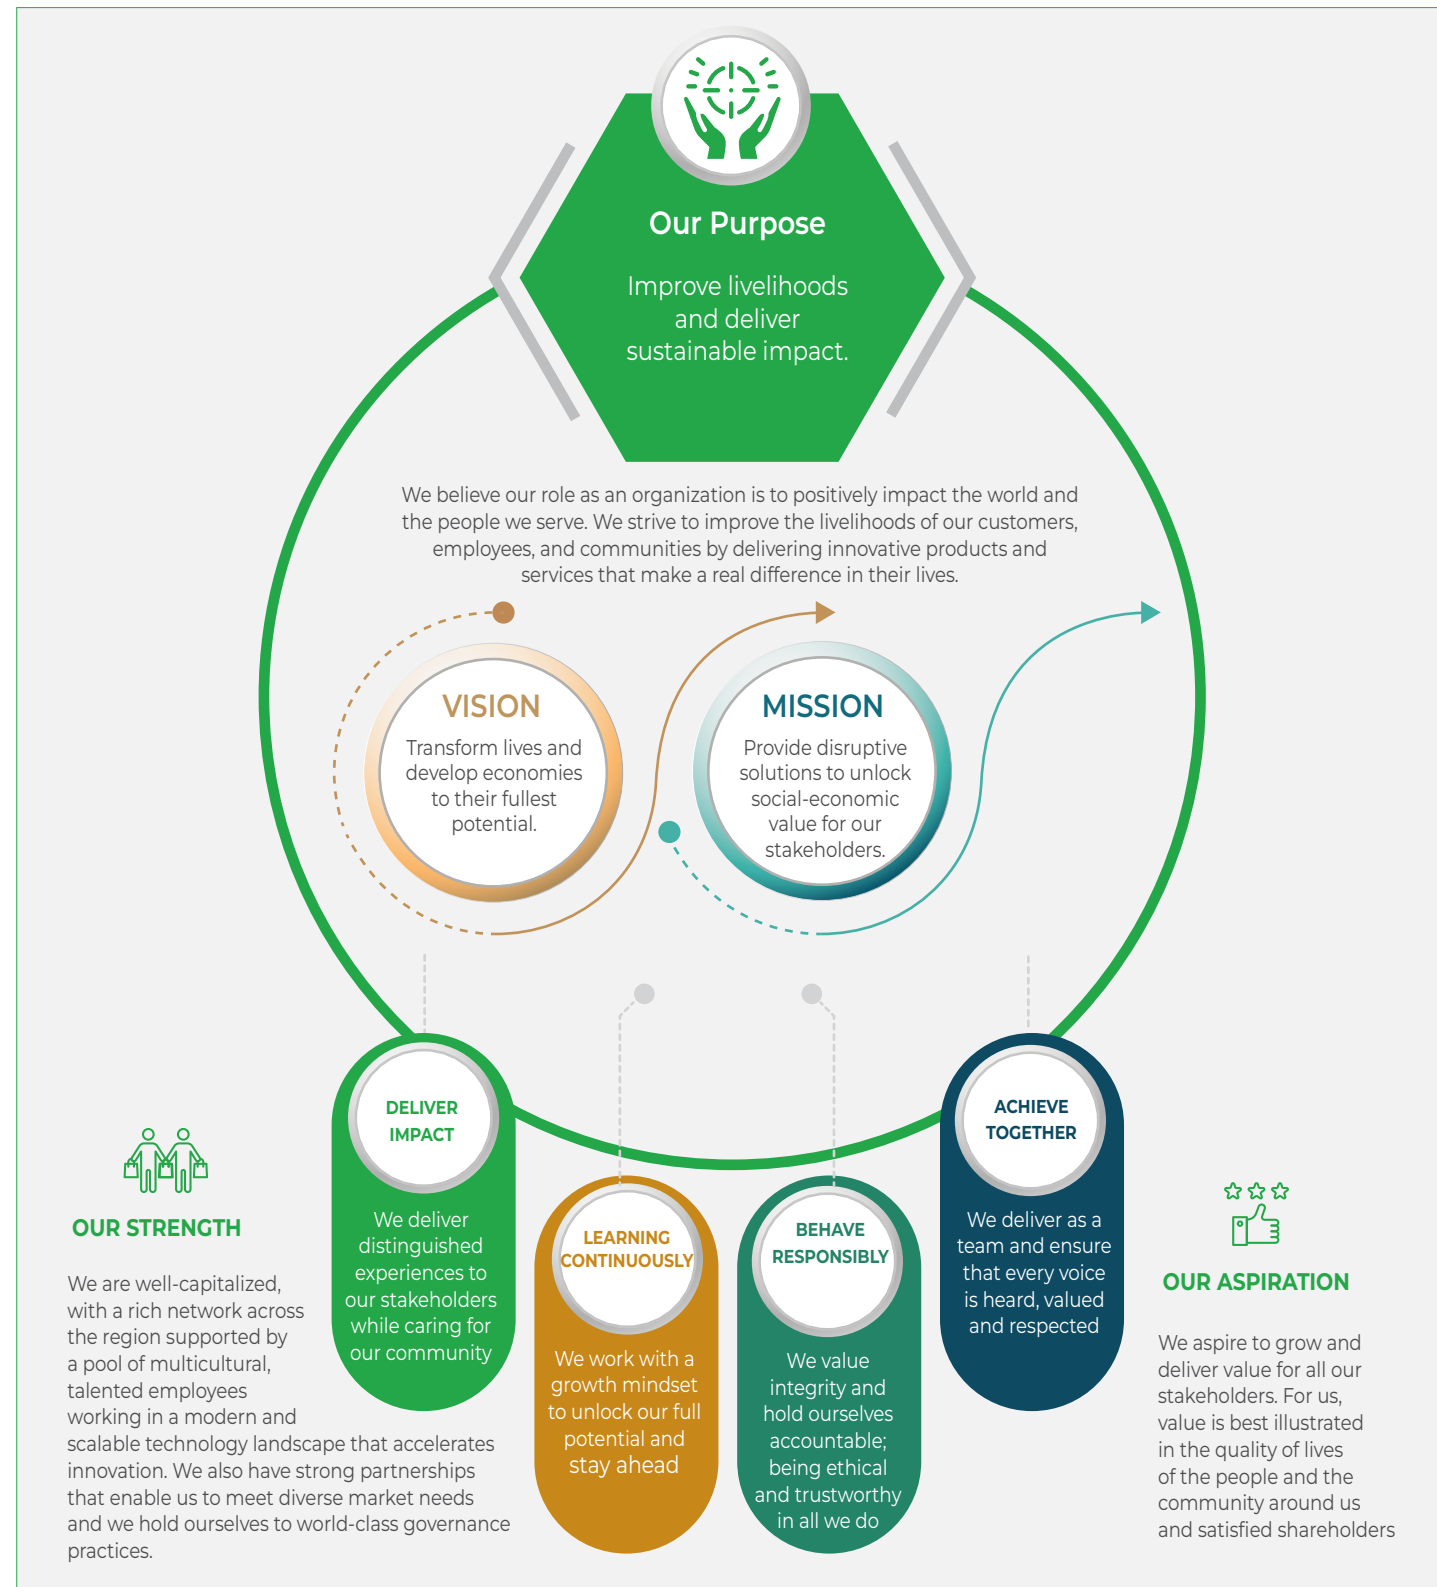 Our Purpose
Improve livelihoods
and deliver
sustainable impact.
We believe our role as an organization is to positively impact the world and
the people we serve. We strive to improve the livelihoods of our customers,
employees, and communities by delivering innovative products and
services that make a real difference in their lives.
VISION
Transform lives and
develop economies
to their fullest
potential.
MISSION
Provide disruptive
solutions to unlock
social-economic
value for our
stakeholders.
DELIVER
IMPACT
We deliver
distinguished
experiences to
our stakeholders
while caring for
our community
LEARNING
CONTINUOUSLY
We work with a
growth mindset
to unlock our full
potential and
stay ahead
BEHAVE
RESPONSIBLY
We value
integrity and
hold ourselves
accountable;
being ethical
and trustworthy
in all we do
ACHIEVE
TOGETHER
We deliver as a
team and ensure
that every voice
is heard, valued
and respected
OUR STRENGTH
We are well-capitalized,
with a rich network across
the region supported by
a pool of multicultural,
talented employees
working in a modern and
scalable technology landscape that accelerates
innovation. We also have strong partnerships
that enable us to meet diverse market needs
and we hold ourselves to world-class governance
practices.
OUR ASPIRATION
We aspire to grow and
deliver value for all our
stakeholders. For us,
value is best illustrated
in the quality of lives
of the people and the
community around us
and satisfied shareholders